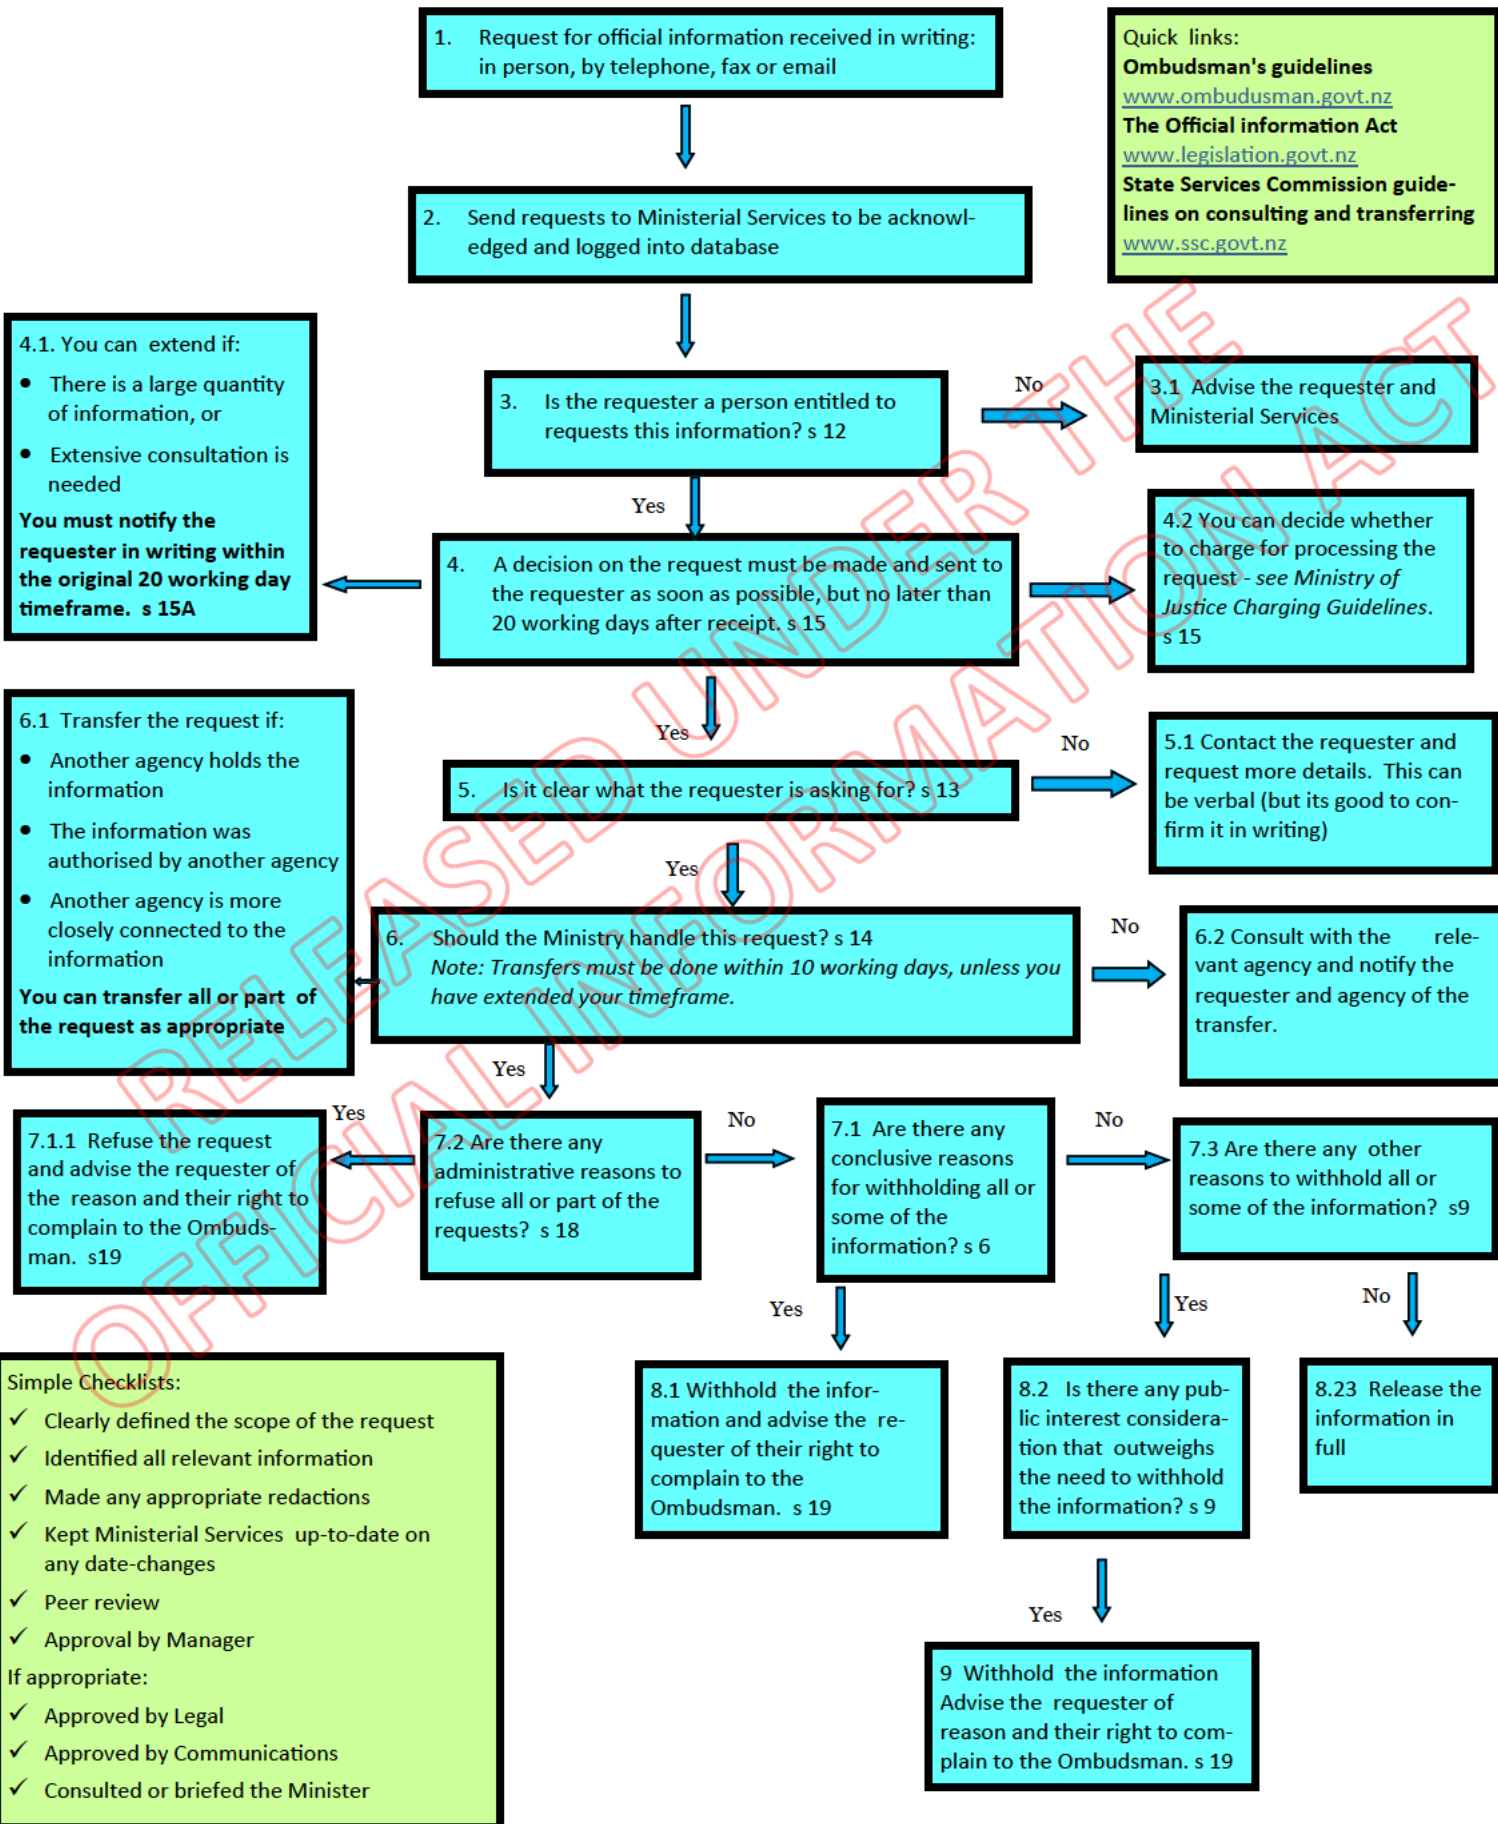 1. Request for official information received in writing:
in person, by telephone, fax or email
Quick links:
Ombudsman's guidelines
www.ombudusman.govt.nz
The Official information Act
www.legislation.govt.nz
State Services Commission guide-
lines on consulting and transferring
www.ssc.govt.nz
2. Send requests to Ministerial Services to be acknowl-
edged and logged into database
4.1. You can extend if:
• There is a large quantity
of information, or
• Extensive consultation is
needed
You must notify the
requester in writing within
the original 20 working day
timeframe. s 15A
3. Is the requester a person entitled to
requests this information? s 12
No
3.1 Advise the requester and
Ministerial Services
Yes
4. A decision on the request must be made and sent to
the requester as soon as possible, but no later than
20 working days after receipt. s 15
4.2 You can decide whether
to charge for processing the
request - see Ministry of
Justice Charging Guidelines.
s 15
Yes
5. Is it clear what the requester is asking for? s 13
No
5.1 Contact the requester and
request more details. This can
be verbal (but its good to con-
firm it in writing)
6.1 Transfer the request if:
• Another agency holds the
information
• The information was
authorised by another agency
• Another agency is more
closely connected to the
information
You can transfer all or part of
the request as appropriate
Yes
6. Should the Ministry handle this request? s 14
Note: Transfers must be done within 10 working days, unless you
have extended your timeframe.
No
6.2 Consult with the rele-
vant agency and notify the
requester and agency of the
transfer.
Yes
7.1.1 Refuse the request
and advise the requester of
the reason and their right to
complain to the Ombuds-
man. s19
Yes
7.2 Are there any
administrative reasons to
refuse all or part of the
requests? s 18
No
7.1 Are there any
conclusive reasons
for withholding all or
some of the
information? s 6
No
7.3 Are there any other
reasons to withhold all or
some of the information? s9
Yes
Yes
No
8.1 Withhold the infor-
mation and advise the re-
quester of their right to
complain to the
Ombudsman. s 19
8.2 Is there any pub-
lic interest considera-
tion that outweighs
the need to withhold
the information? s 9
8.23 Release the
information in
full
Yes
9 Withhold the information
Advise the requester of
reason and their right to com-
plain to the Ombudsman. s 19
Simple Checklists:
✓ Clearly defined the scope of the request
✓ Identified all relevant information
✓ Made any appropriate redactions
✓ Kept Ministerial Services up-to-date on
any date-changes
✓ Peer review
✓ Approval by Manager
If appropriate:
✓ Approved by Legal
✓ Approved by Communications
✓ Consulted or briefed the Minister
RELEASED UNDER THE
OFFICIAL INFORMATION ACT